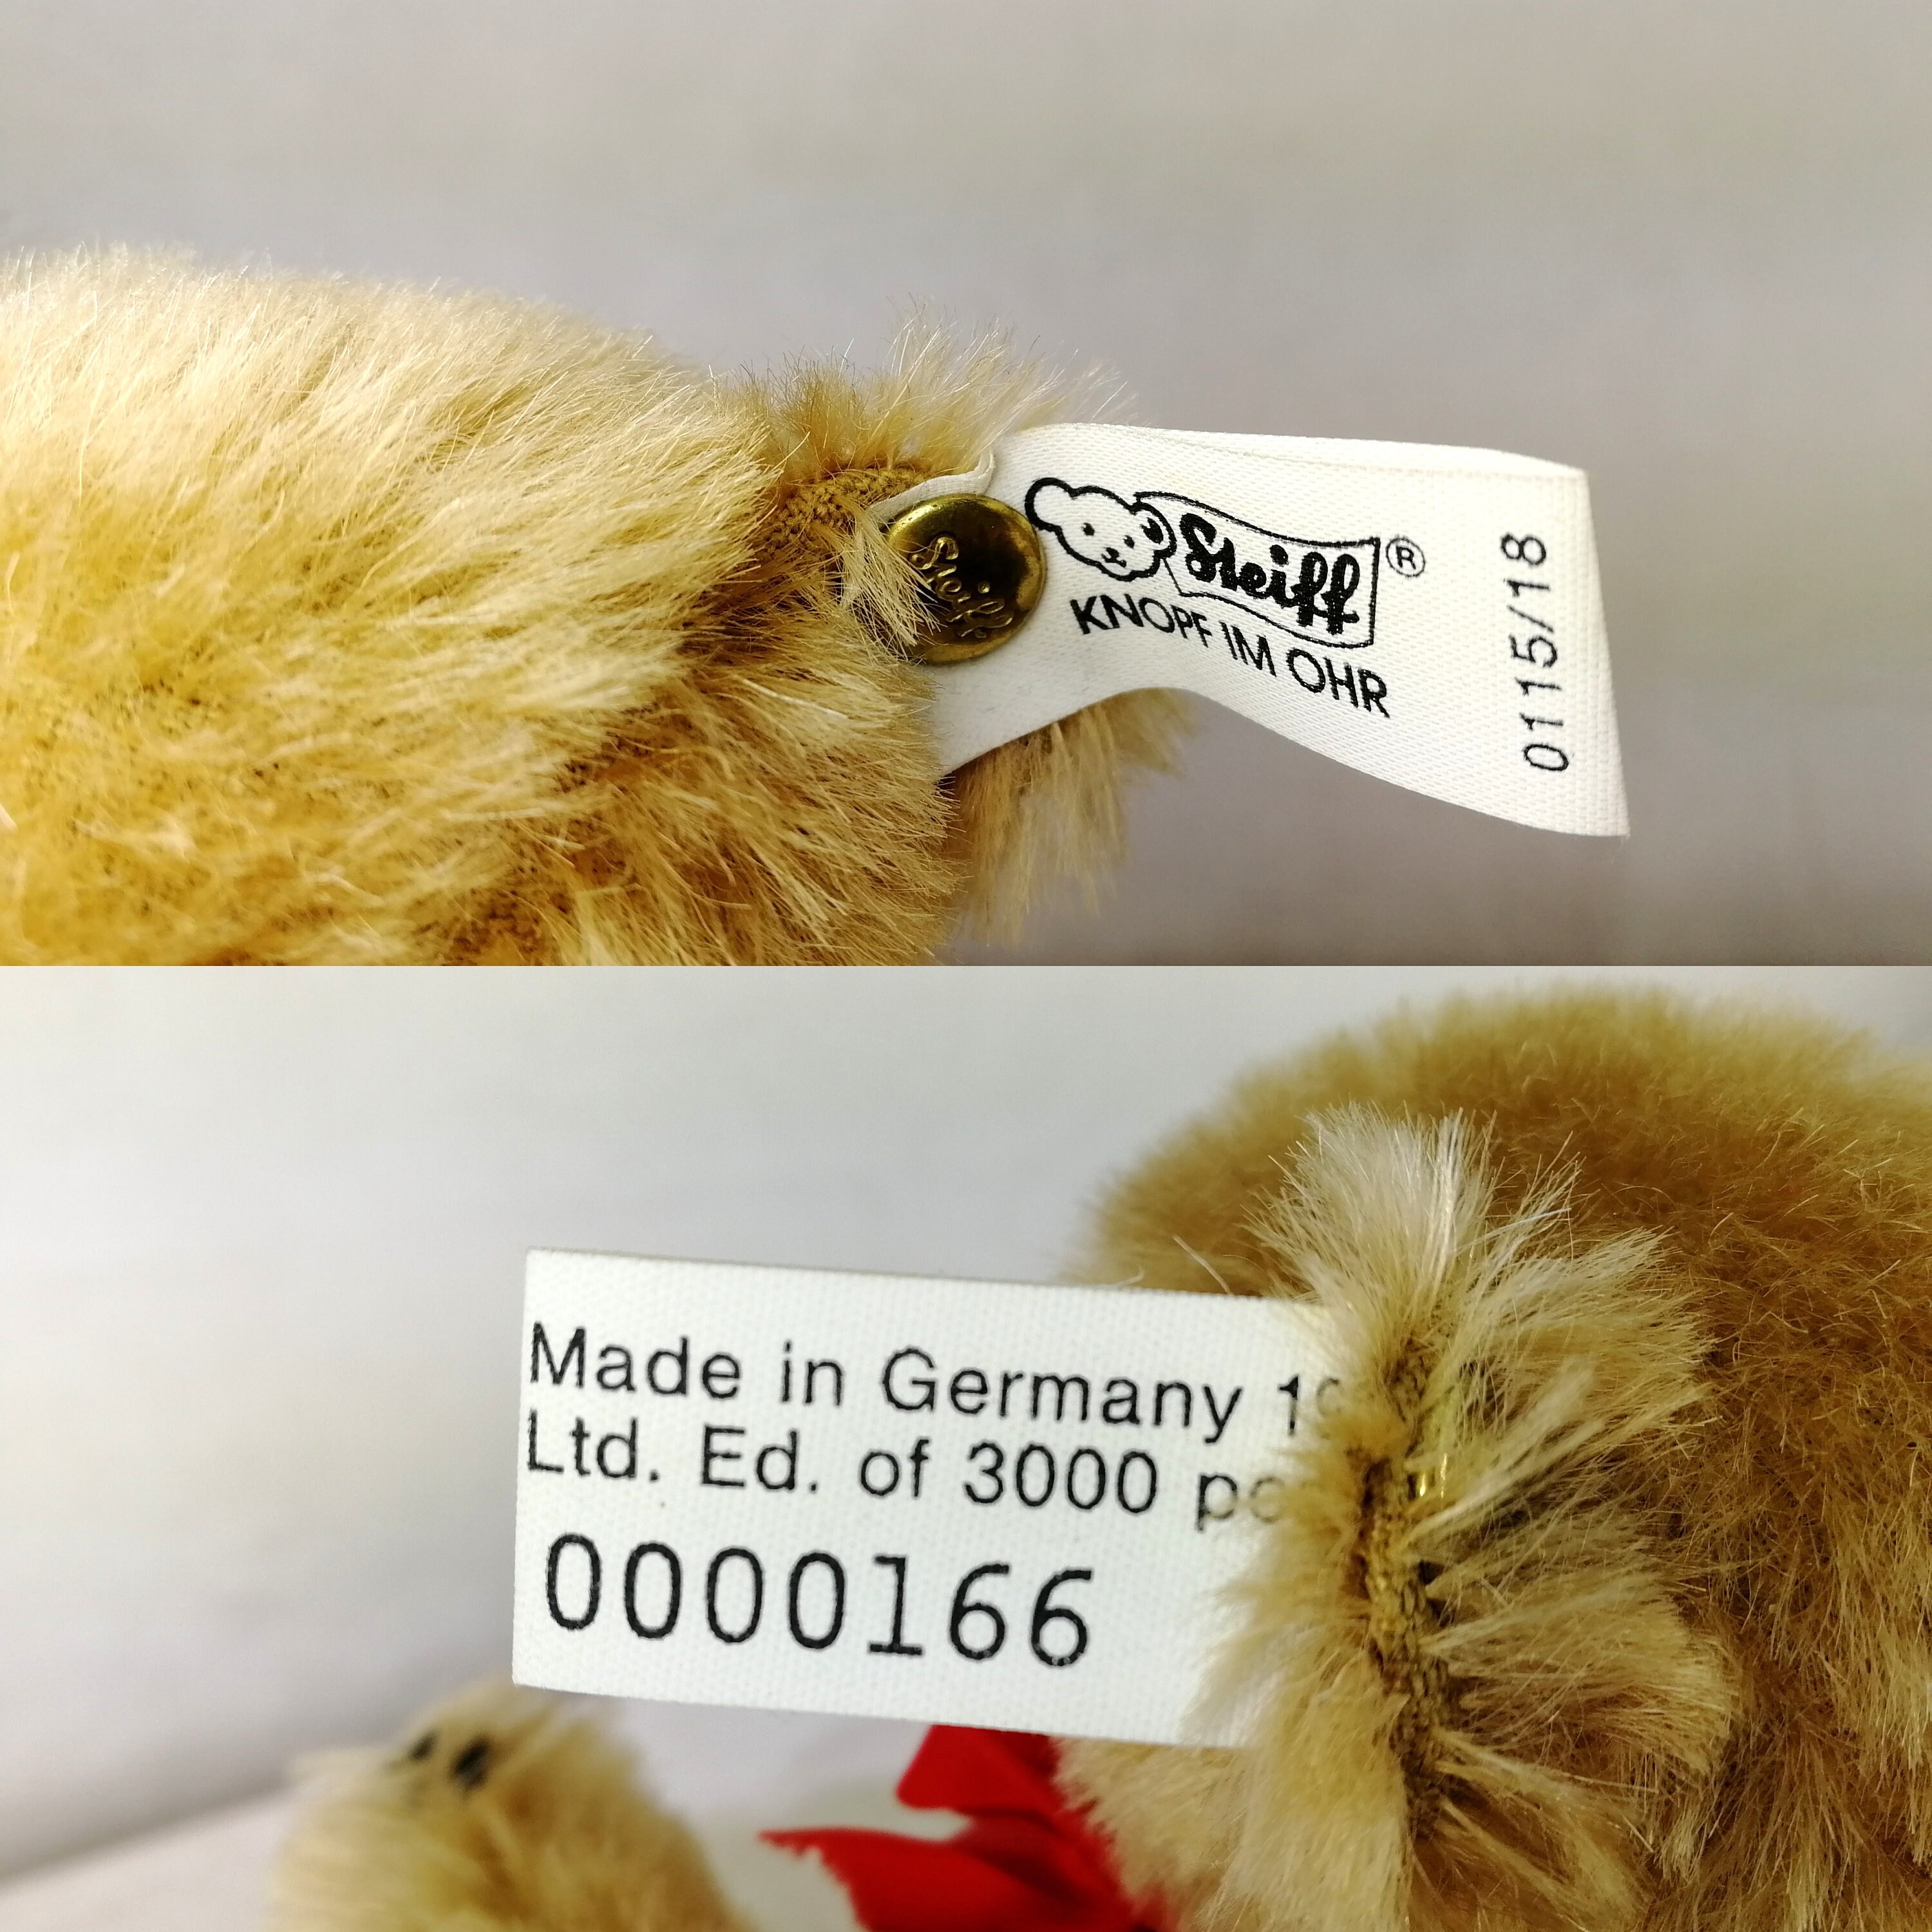 Steiff
Steiff ®
KNOPF IM OHR
0115/18
Made in Germany
Ltd. Ed. of 3000
0000166